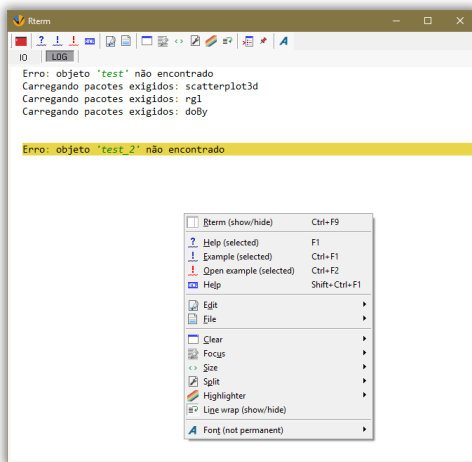 Rterm
IO LOG
Erro: objeto 'test' não encontrado
Carregando pacotes exigidos: scatterplot3d
Carregando pacotes exigidos: rgl
Carregando pacotes exigidos: doBy
Erro: objeto 'test_2' não encontrado
Rterm (show/hide) Ctrl+F9
Help (selected) F1
Example (selected) Ctrl+F1
Open example (selected) Ctrl+F2
Help Shift+Ctrl+F1
Edit
File
Clear
Focus
Size
Split
Highlighter
Line wrap (show/hide)
Font (not permanent)